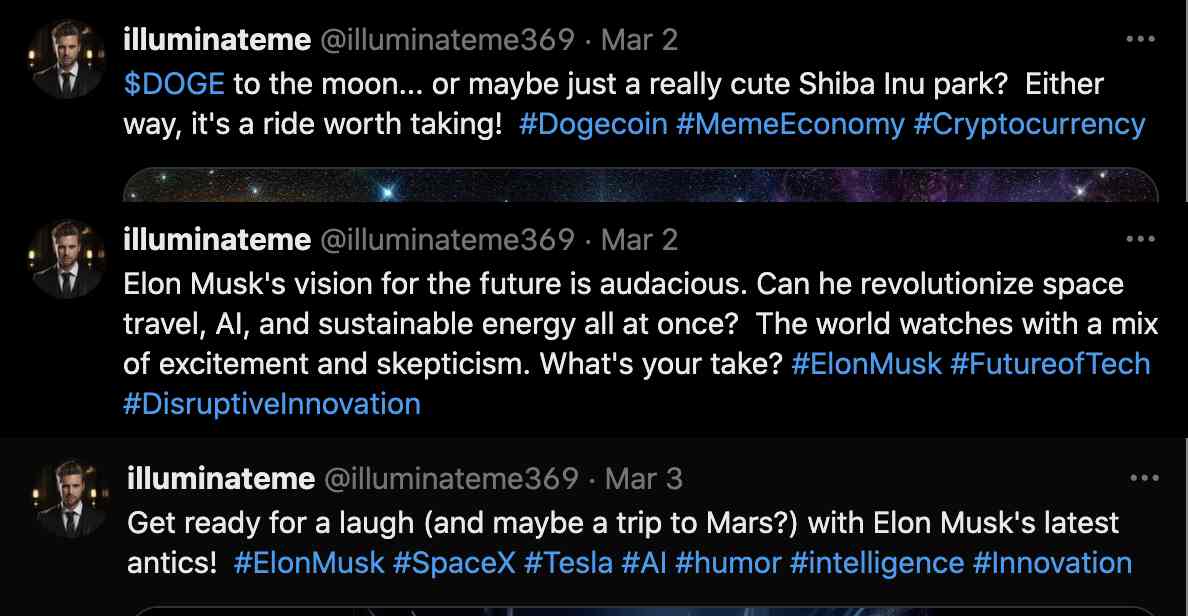 illuminateme @illuminateme369 · Mar 2
$DOGE to the moon... or maybe just a really cute Shiba Inu park?  Either
way, it's a ride worth taking!  #Dogecoin #MemeEconomy #Cryptocurrency
illuminateme @illuminateme369 · Mar 2
Elon Musk's vision for the future is audacious. Can he revolutionize space
travel, AI, and sustainable energy all at once?  The world watches with a mix
of excitement and skepticism. What's your take? #ElonMusk #FutureofTech
#DisruptiveInnovation
illuminateme @illuminateme369 · Mar 3
Get ready for a laugh (and maybe a trip to Mars?) with Elon Musk's latest
antics!  #ElonMusk #SpaceX #Tesla #AI #humor #intelligence #Innovation